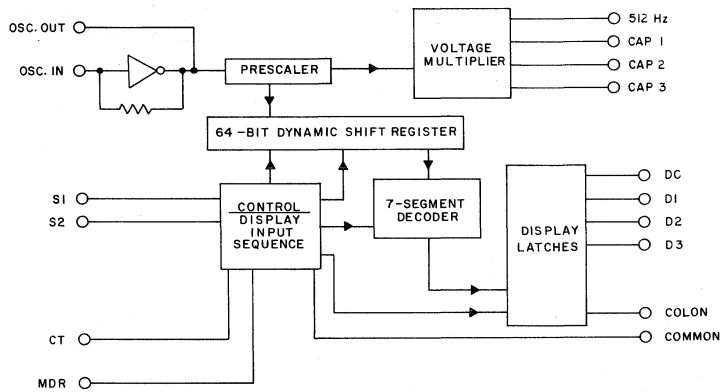 OSC. OUT
OSC. IN
PRESCALER
VOLTAGE
MULTIPLIER
512 Hz
CAP 1
CAP 2
CAP 3
64-BIT DYNAMIC SHIFT REGISTER
S1
S2
CONTROL
DISPLAY
INPUT
SEQUENCE
7-SEGMENT
DECODER
DISPLAY
LATCHES
DC
D1
D2
D3
COLON
COMMON
CT
MDR